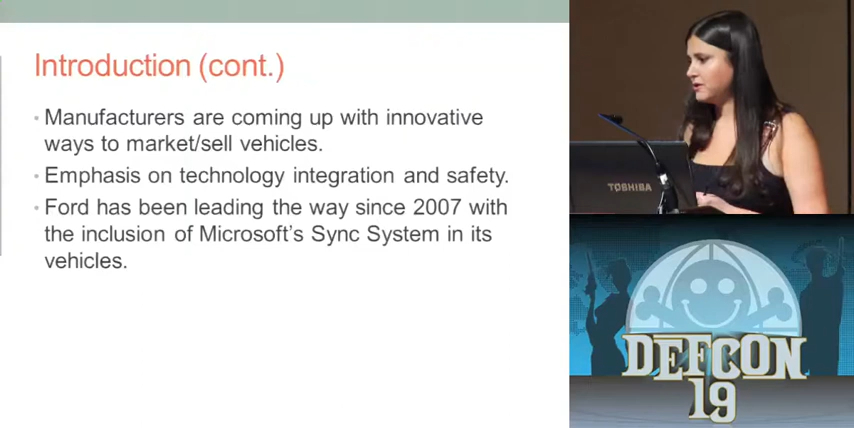 Introduction (cont.)
• Manufacturers are coming up with innovative
ways to market/sell vehicles.
• Emphasis on technology integration and safety.
• Ford has been leading the way since 2007 with
the inclusion of Microsoft's Sync System in its
vehicles.
TOSHIBA
DEFCON
19